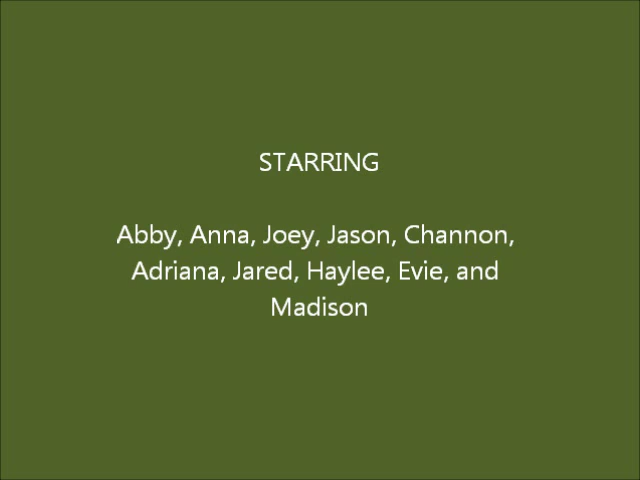 STARRING
Abby, Anna, Joey, Jason, Channon,
Adriana, Jared, Haylee, Evie, and
Madison